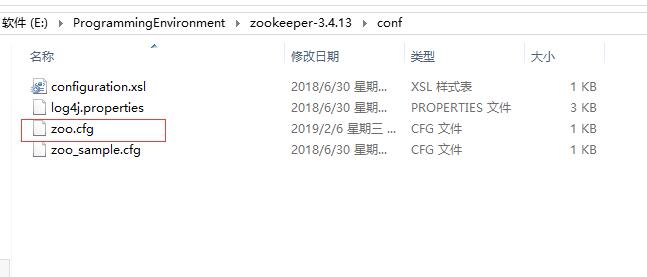 软件 (E:) ProgrammingEnvironment zookeeper-3.4.13 conf
名称 修改日期 类型 大小
configuration.xsl 2018/6/30 星期... XSL 样式表 1 KB
log4j.properties 2018/6/30 星期... PROPERTIES 文件 3 KB
zoo.cfg 2019/2/6 星期三 ... CFG 文件 1 KB
zoo_sample.cfg 2018/6/30 星期... CFG 文件 1 KB